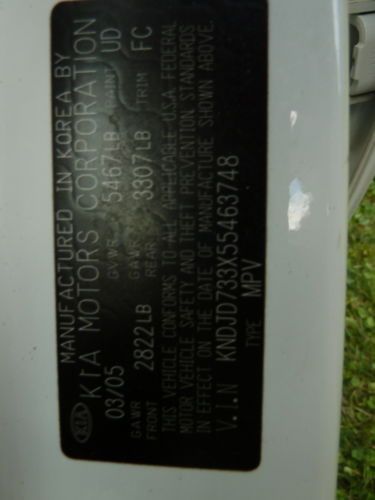 MANUFACTURED IN KOREA BY
KIA KIA MOTORS CORPORATION
03/05 GVWR 5467LB PAINT UD
GAWR FRONT 2822LB GAWR REAR 3307LB TRIM FC
THIS VEHICLE CONFORMS TO ALL APPLICABLE U.S.A FEDERAL
MOTOR VEHICLE SAFETY AND THEFT PREVENTION STANDARDS
IN EFFECT ON THE DATE OF MANUFACTURE SHOWN ABOVE.
V.I.N KNDJD733X55463748
TYPE MPV